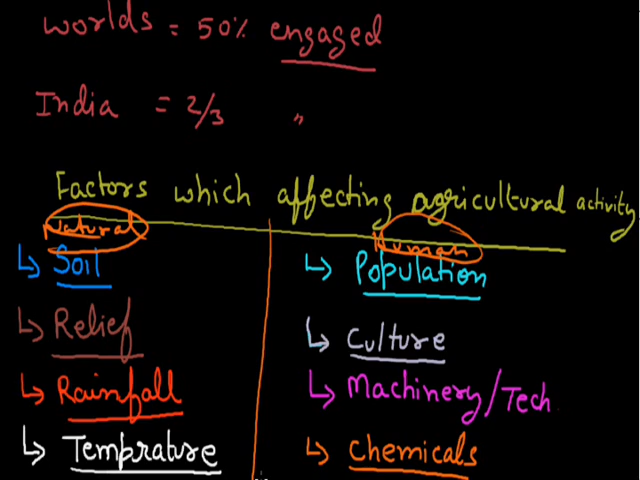 worlds = 50% engaged
India = 2/3 "
Factors which affecting agricultural activity
Natural Human
↳ Soil ↳ Population
↳ Relief ↳ Culture
↳ Rainfall ↳ Machinery/Tech
↳ Temprature ↳ Chemicals